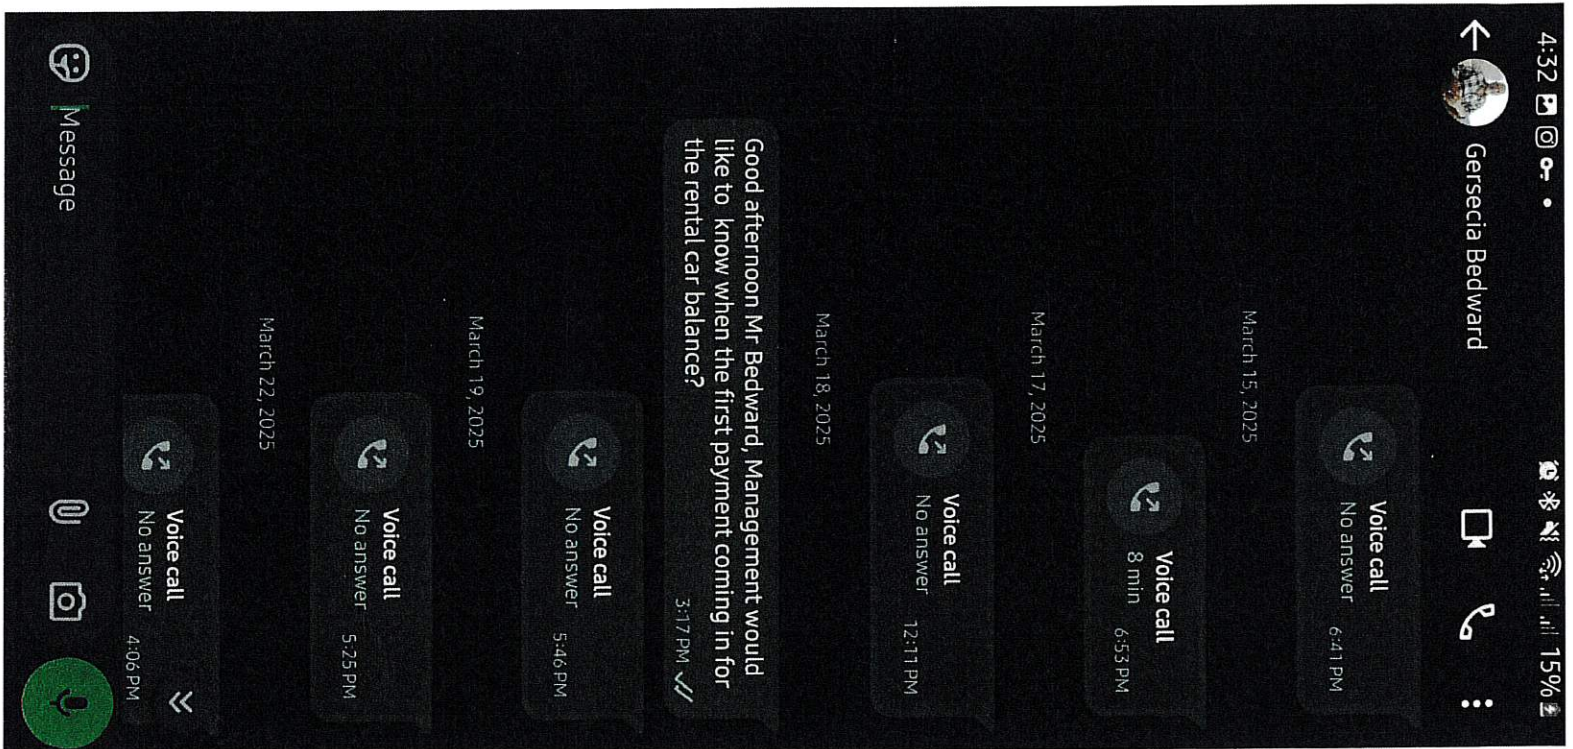 4:32
15%
Gersecia Bedward
Voice call
No answer
6:41 PM
March 15, 2025
Voice call
8 min
6:53 PM
March 17, 2025
Voice call
No answer
12:11 PM
March 18, 2025
Good afternoon Mr Bedward, Management would
like to know when the first payment coming in for
the rental car balance?
3:17 PM
Voice call
No answer
5:46 PM
March 19, 2025
Voice call
No answer
5:25 PM
March 22, 2025
Voice call
No answer
4:06 PM
Message